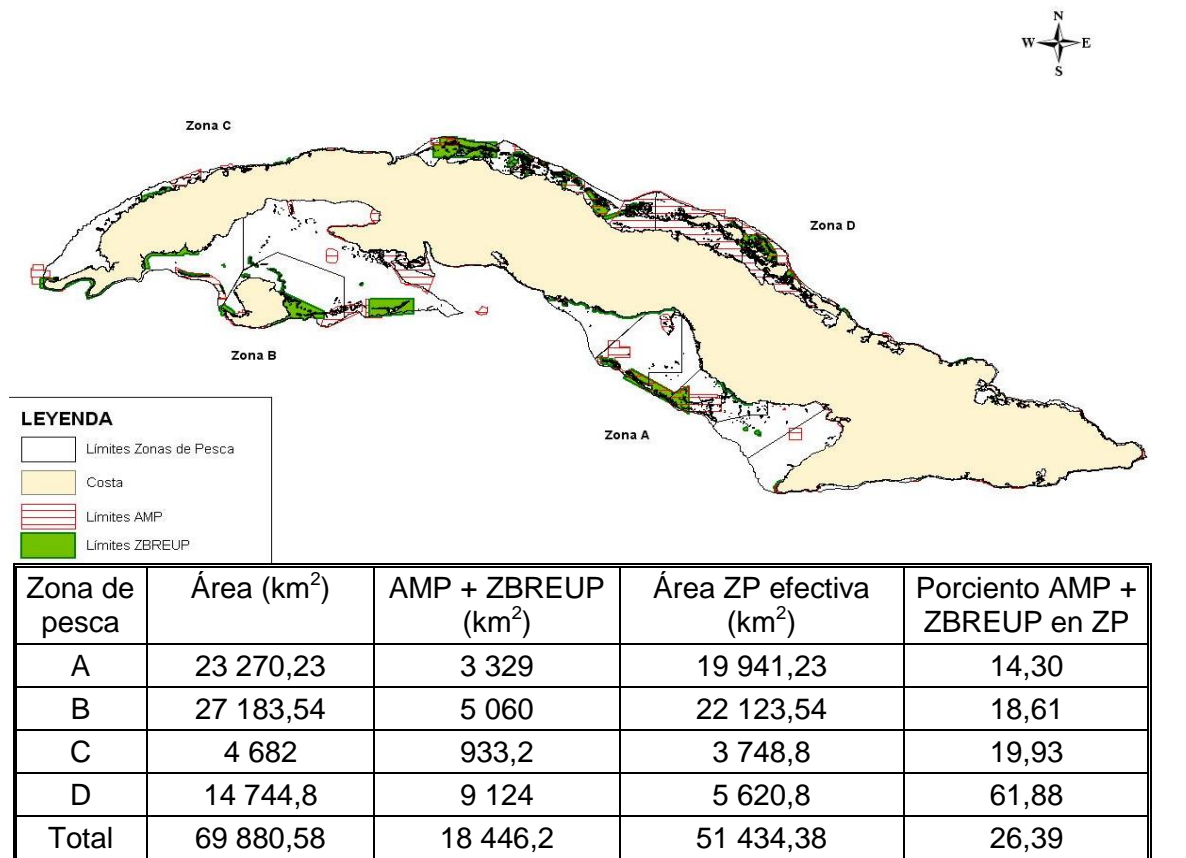 N
W E
S
Zona C
Zona D
Zona B
Zona A
LEYENDA
Límites Zonas de Pesca
Costa
Límites AMP
Límites ZBREUP
Zona de pesca Área (km²) AMP + ZBREUP (km²) Área ZP efectiva (km²) Porciento AMP + ZBREUP en ZP
A 23 270,23 3 329 19 941,23 14,30
B 27 183,54 5 060 22 123,54 18,61
C 4 682 933,2 3 748,8 19,93
D 14 744,8 9 124 5 620,8 61,88
Total 69 880,58 18 446,2 51 434,38 26,39